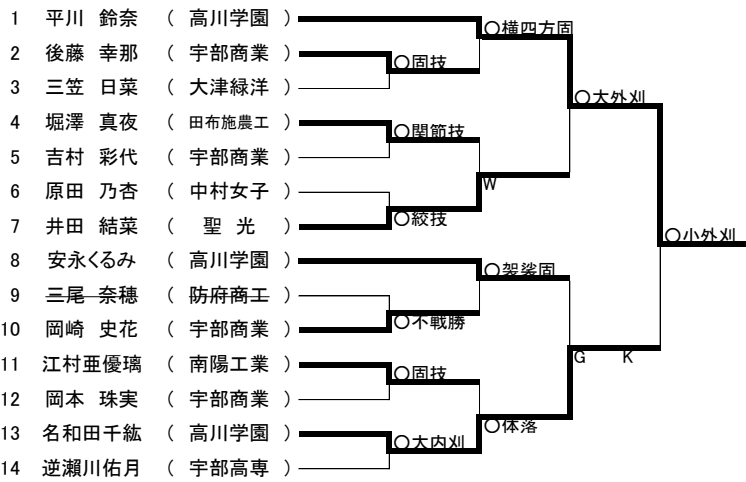 1 平川 鈴奈 ( 高川学園 )
○横四方固
2 後藤 幸那 ( 宇部商業 )
○固技
3 三笠 日菜 ( 大津緑洋 )
○大外刈
4 堀澤 真夜 ( 田布施農工 )
○関節技
5 吉村 彩代 ( 宇部商業 )
W
6 原田 乃杏 ( 中村女子 )
○絞技
7 井田 結菜 ( 聖 光 )
○小外刈
8 安永くるみ ( 高川学園 )
○袈裟固
9 三尾 奈穂 ( 防府商工 )
○不戦勝
10 岡崎 史花 ( 宇部商業 )
G K
11 江村亜優璃 ( 南陽工業 )
○固技
12 岡本 珠実 ( 宇部商業 )
○体落
13 名和田千紘 ( 高川学園 )
○大内刈
14 逆瀬川佑月 ( 宇部高専 )